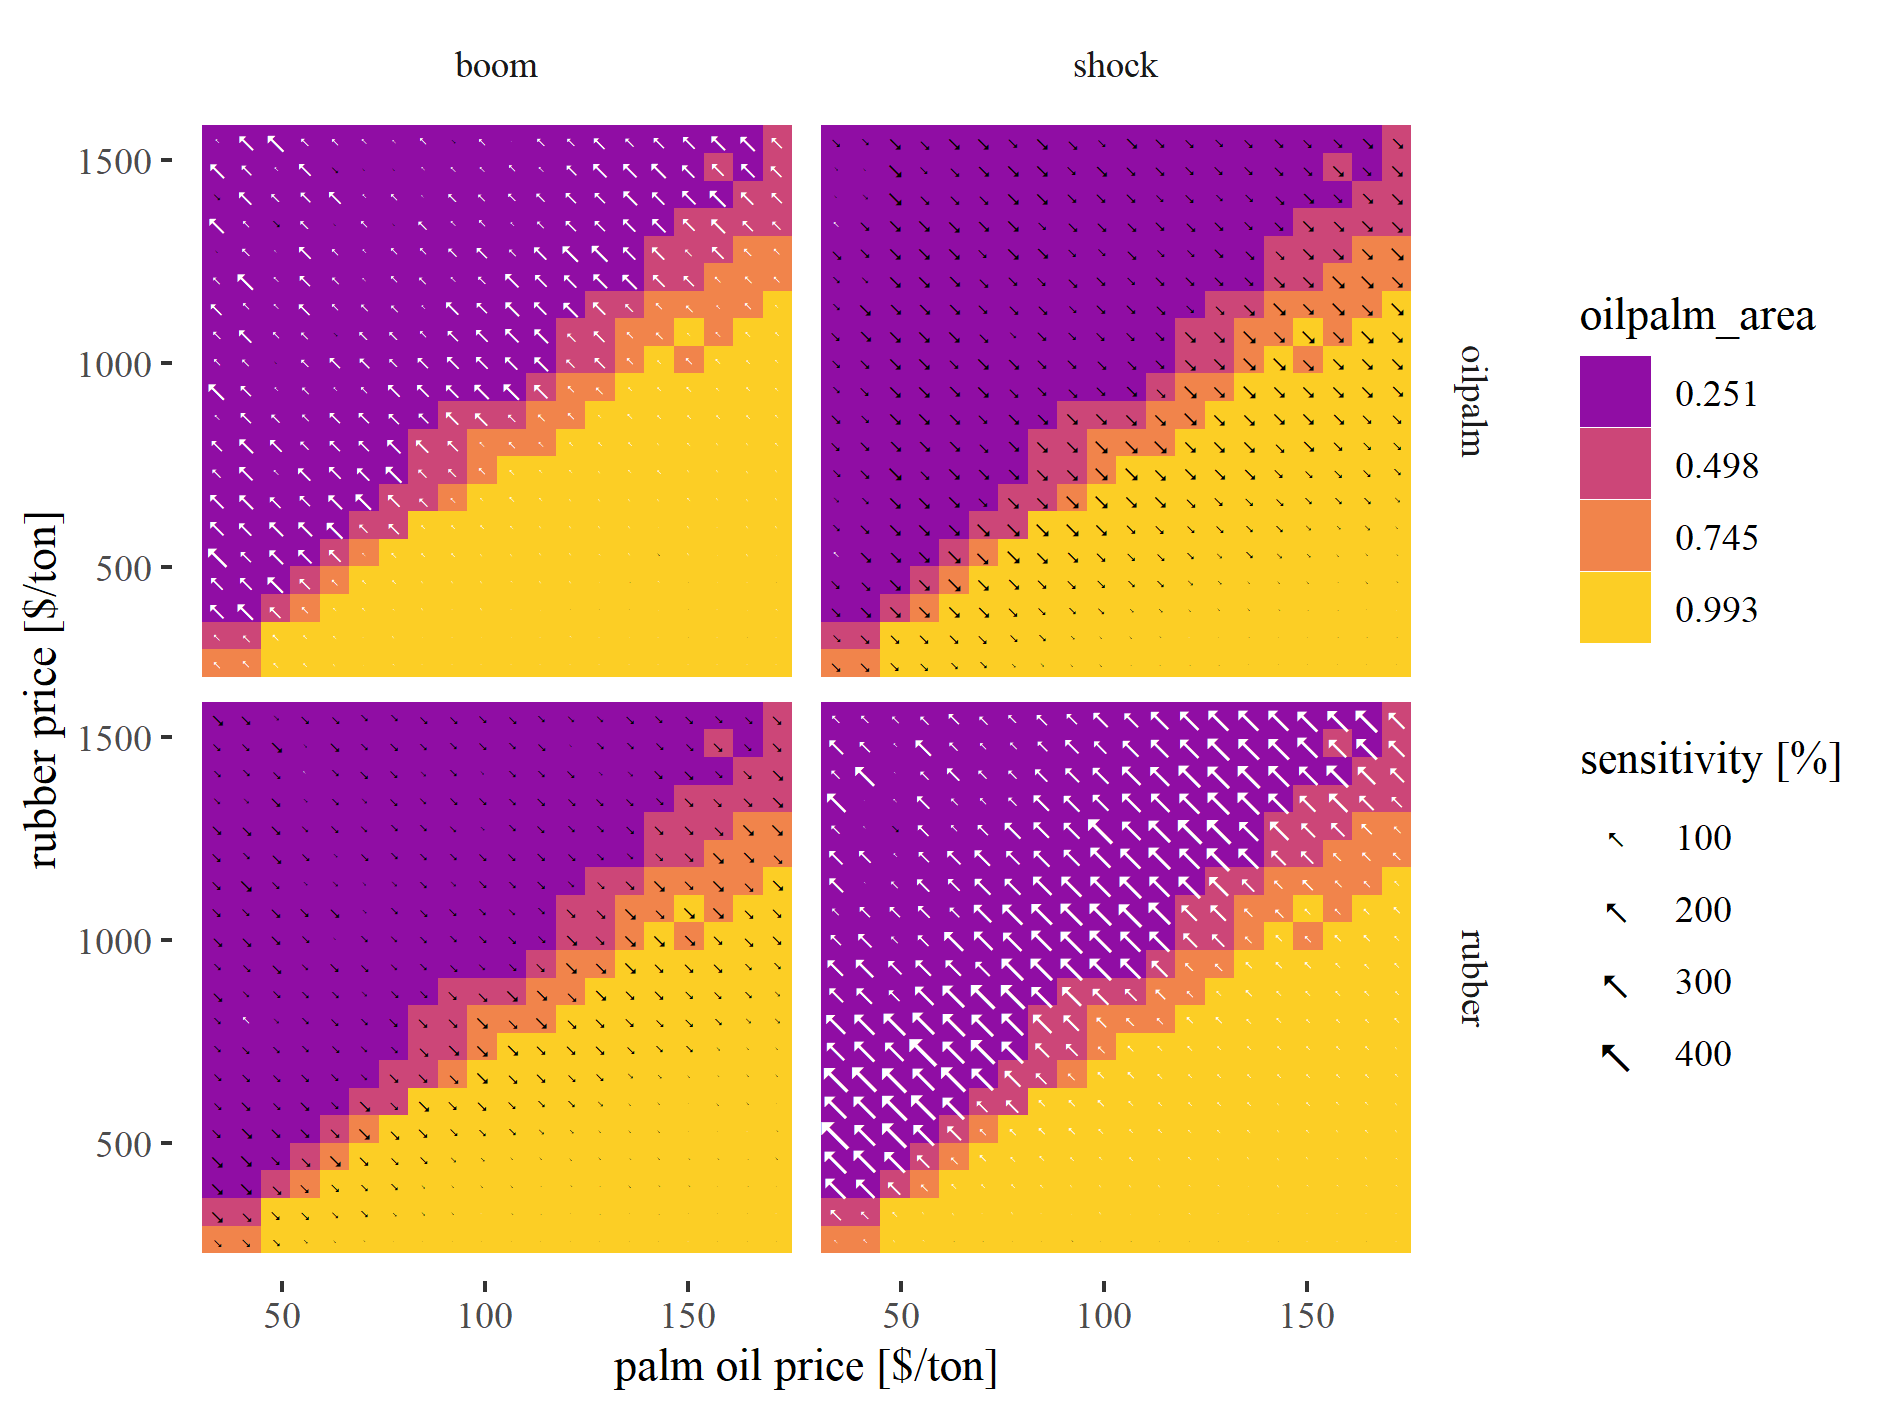 boom
shock
1500
1000
500
oilpalm
1500
1000
500
rubber
50
100
150
50
100
150
palm oil price [$/ton]
rubber price [$/ton]
oilpalm_area
0.251
0.498
0.745
0.993
sensitivity [%]
100
200
300
400